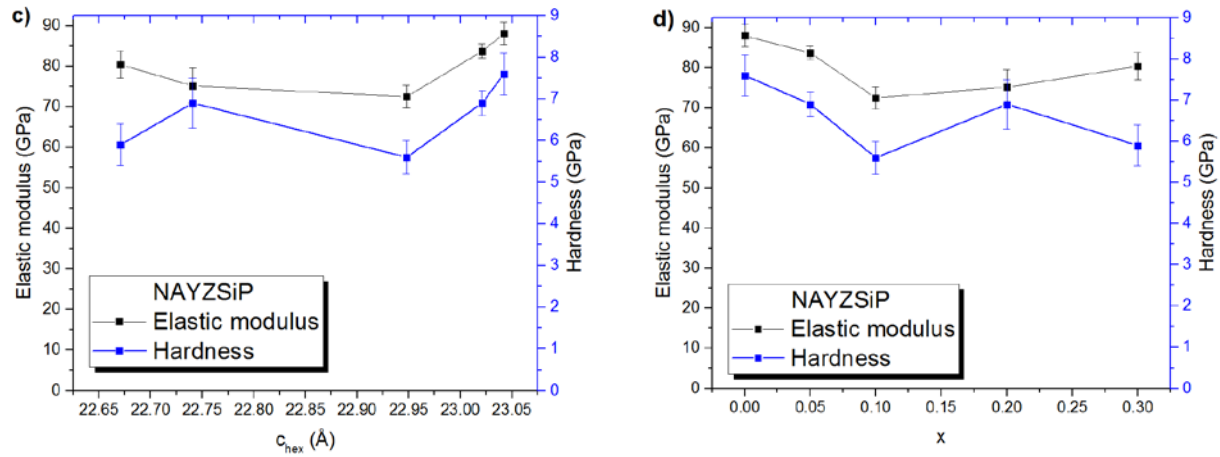 c)
Elastic modulus (GPa)
90
80
70
60
50
40
30
20
10
0
NAYZSiP
Elastic modulus
Hardness
9
8
7
6
5
4
3
2
1
0
Hardness (GPa)
22.65 22.70 22.75 22.80 22.85 22.90 22.95 23.00 23.05
c_hex (Å)
d)
Elastic modulus (GPa)
90
80
70
60
50
40
30
20
10
0
NAYZSiP
Elastic modulus
Hardness
9
8
7
6
5
4
3
2
1
0
Hardness (GPa)
0.00 0.05 0.10 0.15 0.20 0.25 0.30
x